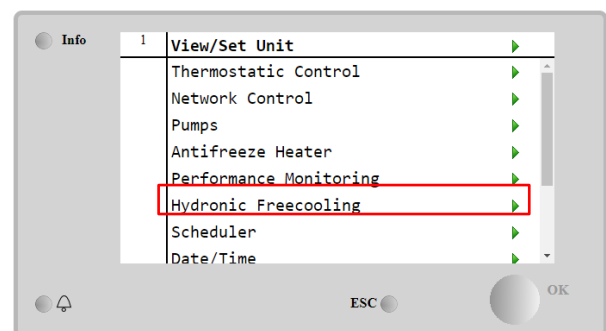 Info
1 View/Set Unit
Thermostatic Control
Network Control
Pumps
Antifreeze Heater
Performance Monitoring
Hydronic Freecooling
Scheduler
Date/Time
ESC
OK